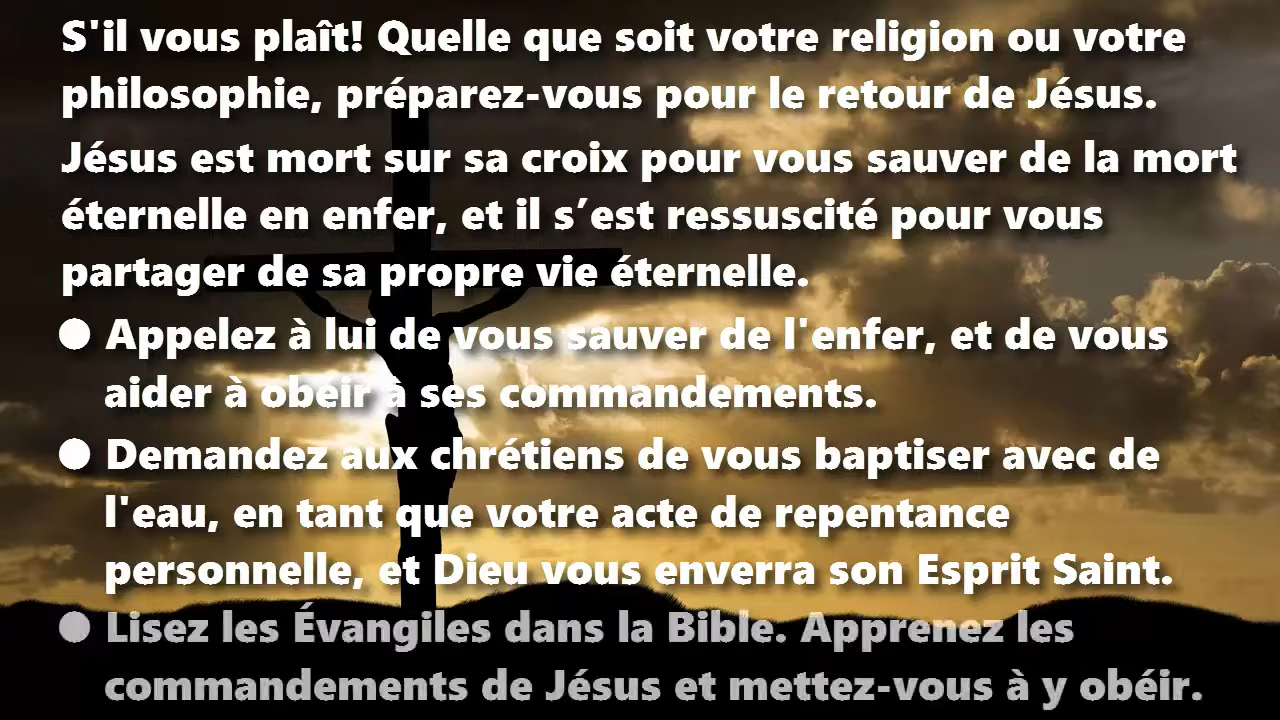 S'il vous plaît! Quelle que soit votre religion ou votre
philosophie, préparez-vous pour le retour de Jésus.
Jésus est mort sur sa croix pour vous sauver de la mort
éternelle en enfer, et il s’est ressuscité pour vous
partager de sa propre vie éternelle.
● Appelez à lui de vous sauver de l'enfer, et de vous
aider à obéir à ses commandements.
● Demandez aux chrétiens de vous baptiser avec de
l'eau, en tant que votre acte de repentance
personnelle, et Dieu vous enverra son Esprit Saint.
● Lisez les Évangiles dans la Bible. Apprenez les
commandements de Jésus et mettez-vous à y obéir.